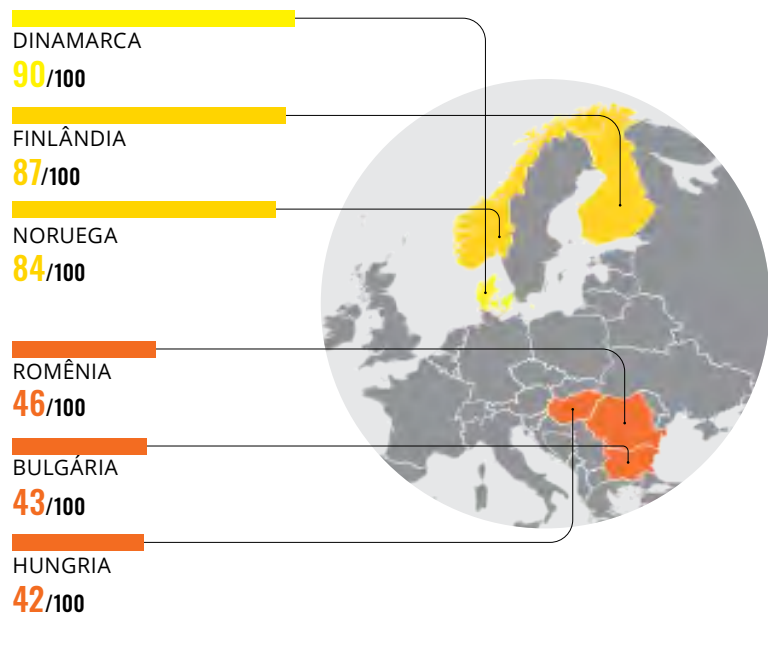 DINAMARCA
90/100
FINLÂNDIA
87/100
NORUEGA
84/100
ROMÊNIA
46/100
BULGÁRIA
43/100
HUNGRIA
42/100